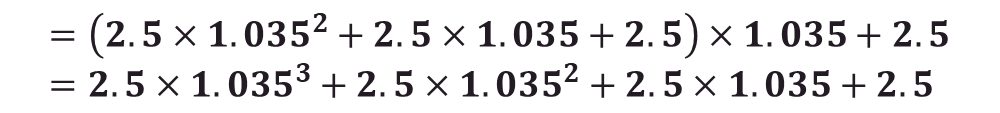 = (2.5 × 1.035² + 2.5 × 1.035 + 2.5) × 1.035 + 2.5
= 2.5 × 1.035³ + 2.5 × 1.035² + 2.5 × 1.035 + 2.5